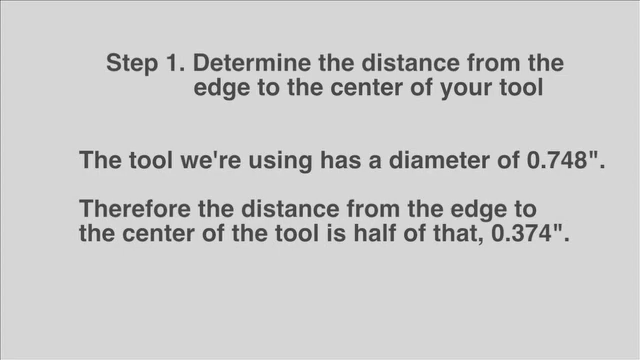 Step 1. Determine the distance from the
edge to the center of your tool
The tool we're using has a diameter of 0.748".
Therefore the distance from the edge to
the center of the tool is half of that, 0.374".